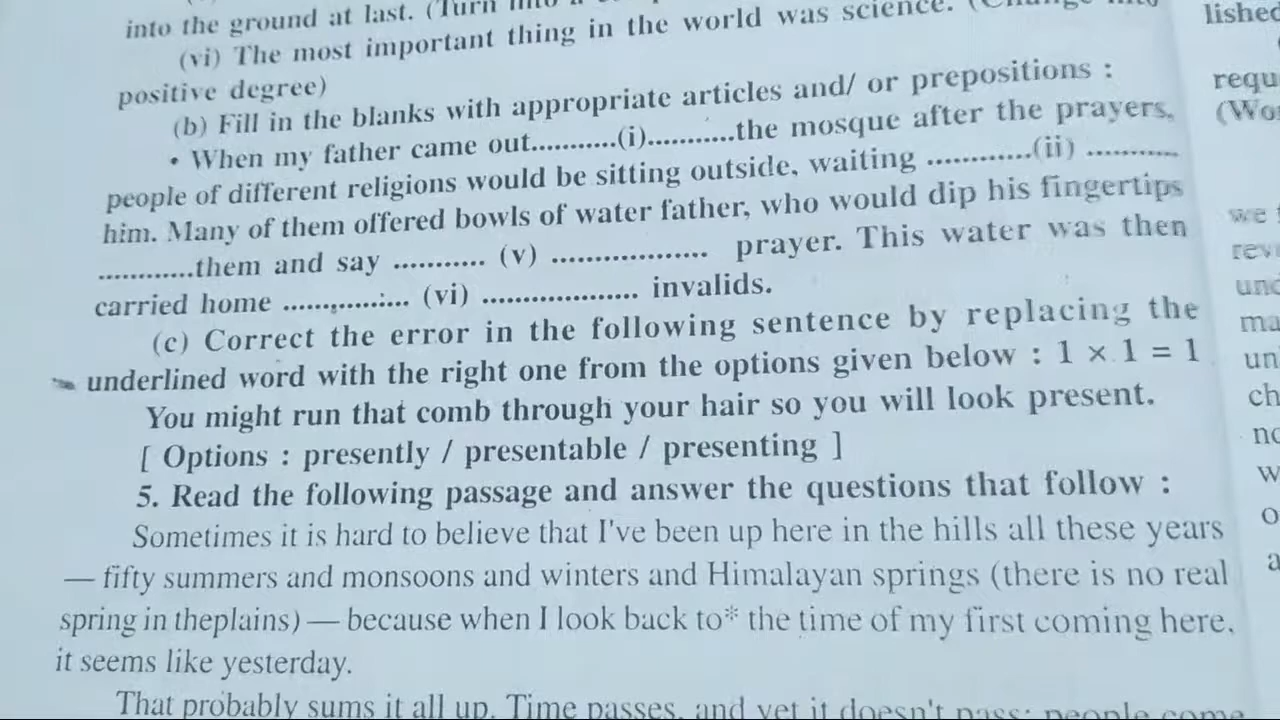 into the ground at last. (Turn into a
(vi) The most important thing in the world was science. (Change into
positive degree)
(b) Fill in the blanks with appropriate articles and/ or prepositions :
• When my father came out...........(i)...........the mosque after the prayers,
people of different religions would be sitting outside, waiting .............(ii) ............
him. Many of them offered bowls of water father, who would dip his fingertips
.............them and say ............ (v) .................... prayer. This water was then
carried home ................ (vi) .................... invalids.
(c) Correct the error in the following sentence by replacing the
underlined word with the right one from the options given below : 1 × 1 = 1
You might run that comb through your hair so you will look present.
[ Options : presently / presentable / presenting ]
5. Read the following passage and answer the questions that follow :
Sometimes it is hard to believe that I've been up here in the hills all these years
— fifty summers and monsoons and winters and Himalayan springs (there is no real
spring in theplains) — because when I look back to* the time of my first coming here,
it seems like yesterday.
That probably sums it all up. Time passes, and yet it doesn't pass; people come
lished
requ
(Wo
we
revi
und
ma
un
ch
no
w
o
a